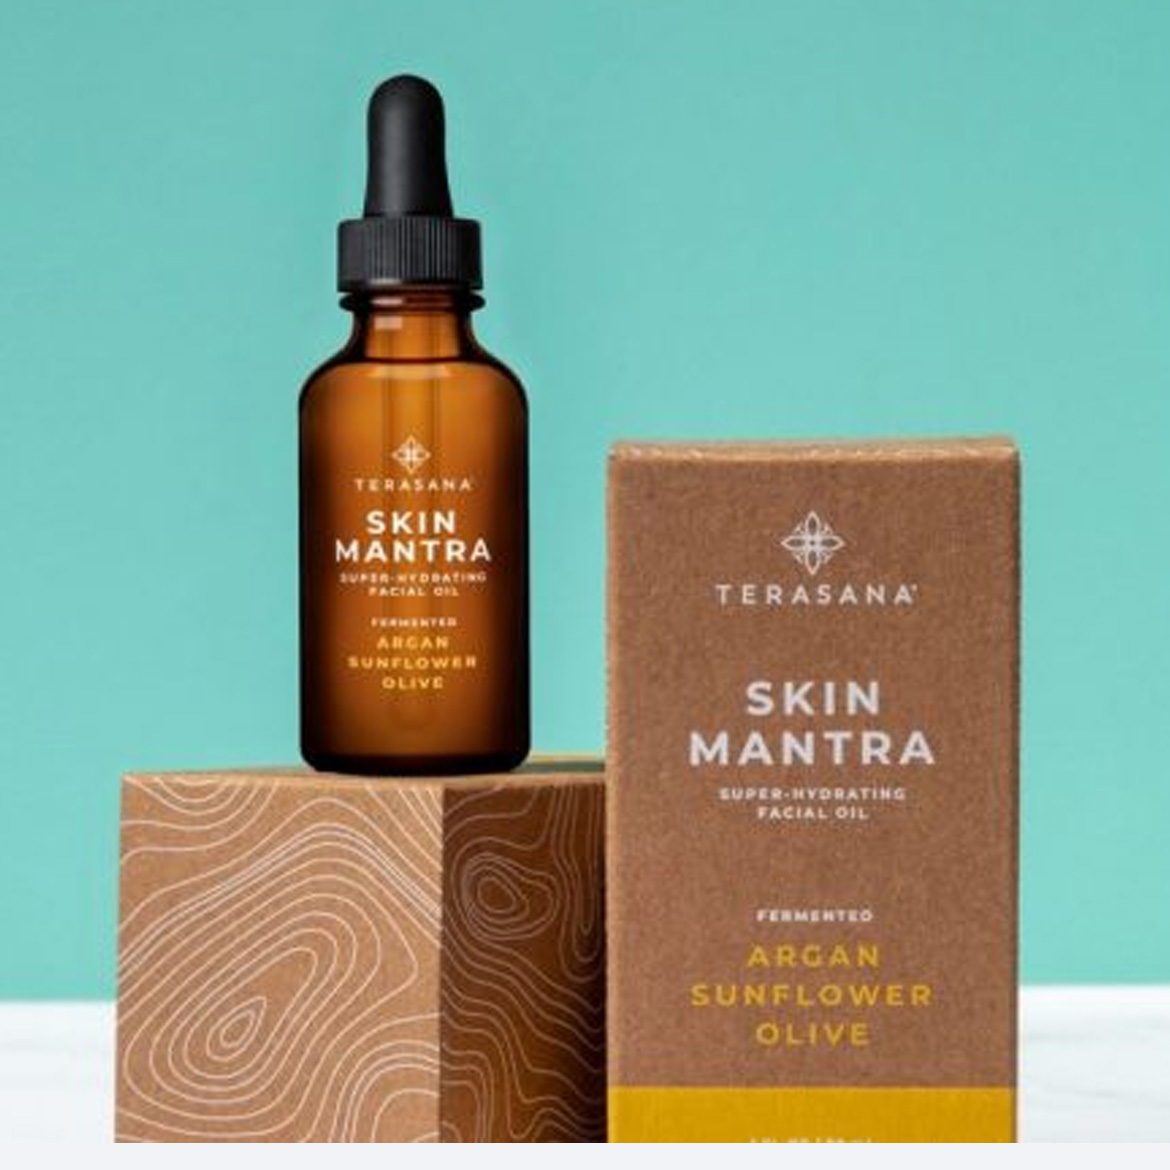 TERASANA
SKIN
MANTRA
SUPER-HYDRATING
FACIAL OIL
FERMENTED
ARGAN
SUNFLOWER
OLIVE
TERASANA
SKIN
MANTRA
SUPER-HYDRATING
FACIAL OIL
FERMENTED
ARGAN
SUNFLOWER
OLIVE